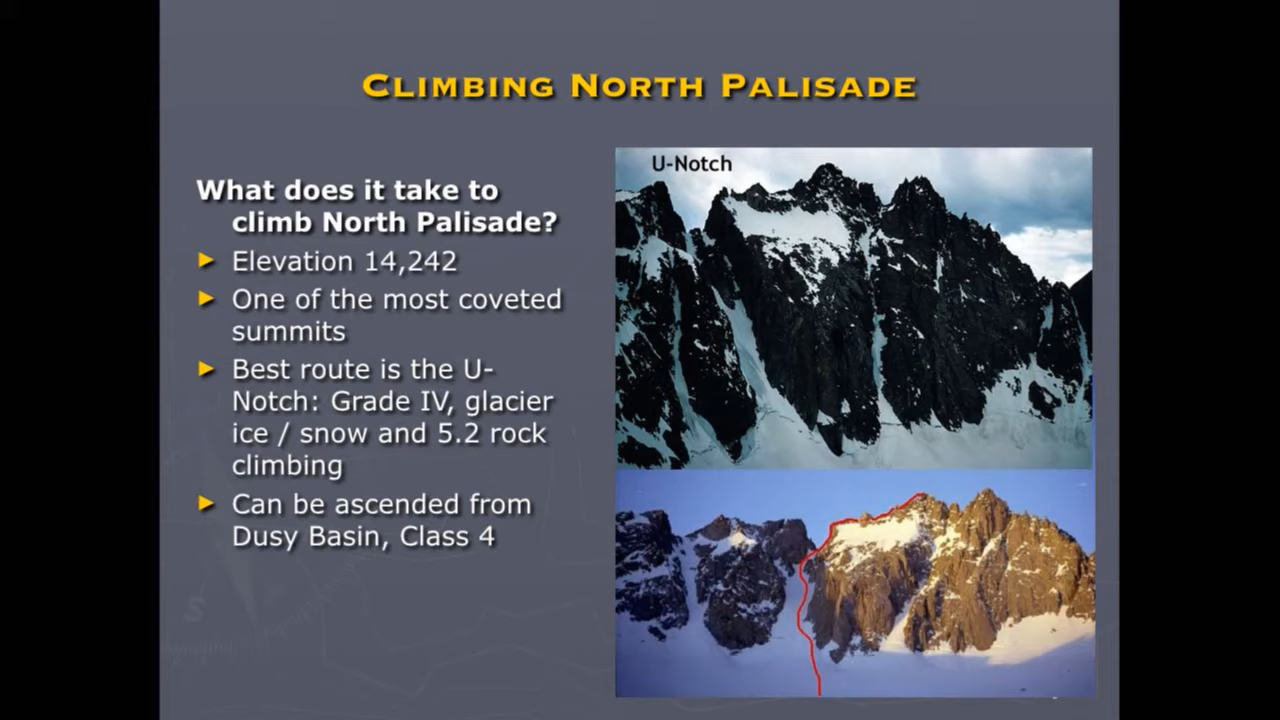 CLIMBING NORTH PALISADE
What does it take to
climb North Palisade?
► Elevation 14,242
► One of the most coveted
summits
► Best route is the U-
Notch: Grade IV, glacier
ice / snow and 5.2 rock
climbing
► Can be ascended from
Dusy Basin, Class 4
U-Notch
S